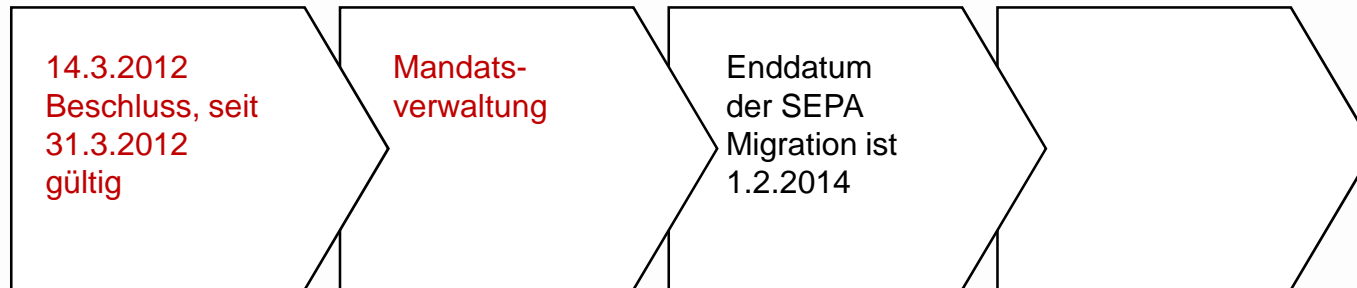 14.3.2012
Beschluss, seit
31.3.2012
gültig
Mandats-
verwaltung
Enddatum
der SEPA
Migration ist
1.2.2014